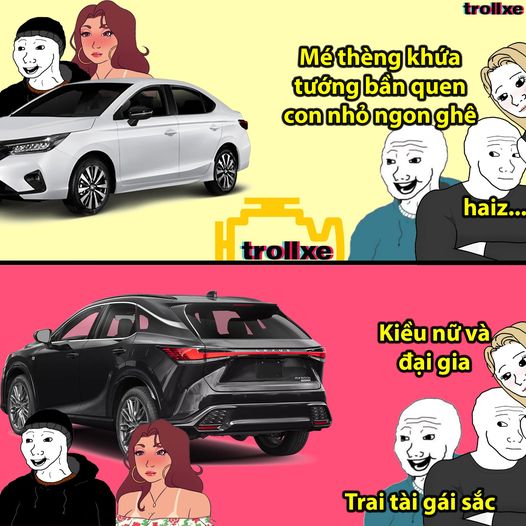 trollxe
Mé thèng khứa
tướng bần quen
con nhỏ ngon ghê
haiz...
trollxe
Kiều nữ và
đại gia
LEXUS
Trai tài gái sắc